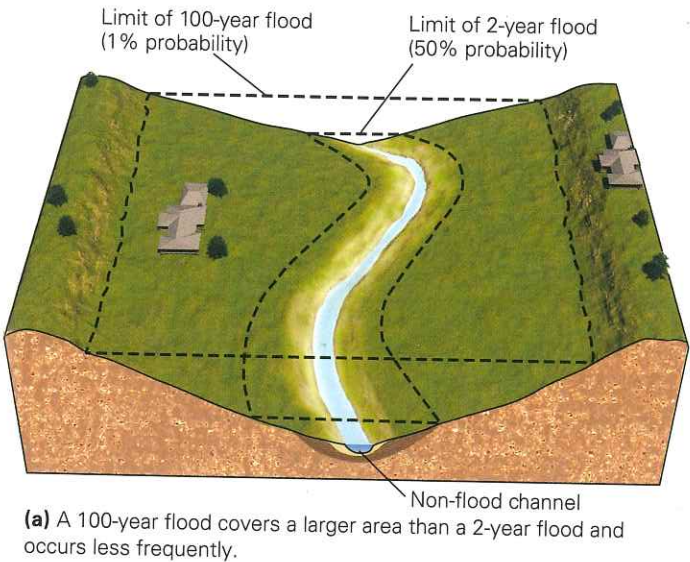 Limit of 100-year flood
(1% probability)
Limit of 2-year flood
(50% probability)
Non-flood channel
(a) A 100-year flood covers a larger area than a 2-year flood and
occurs less frequently.